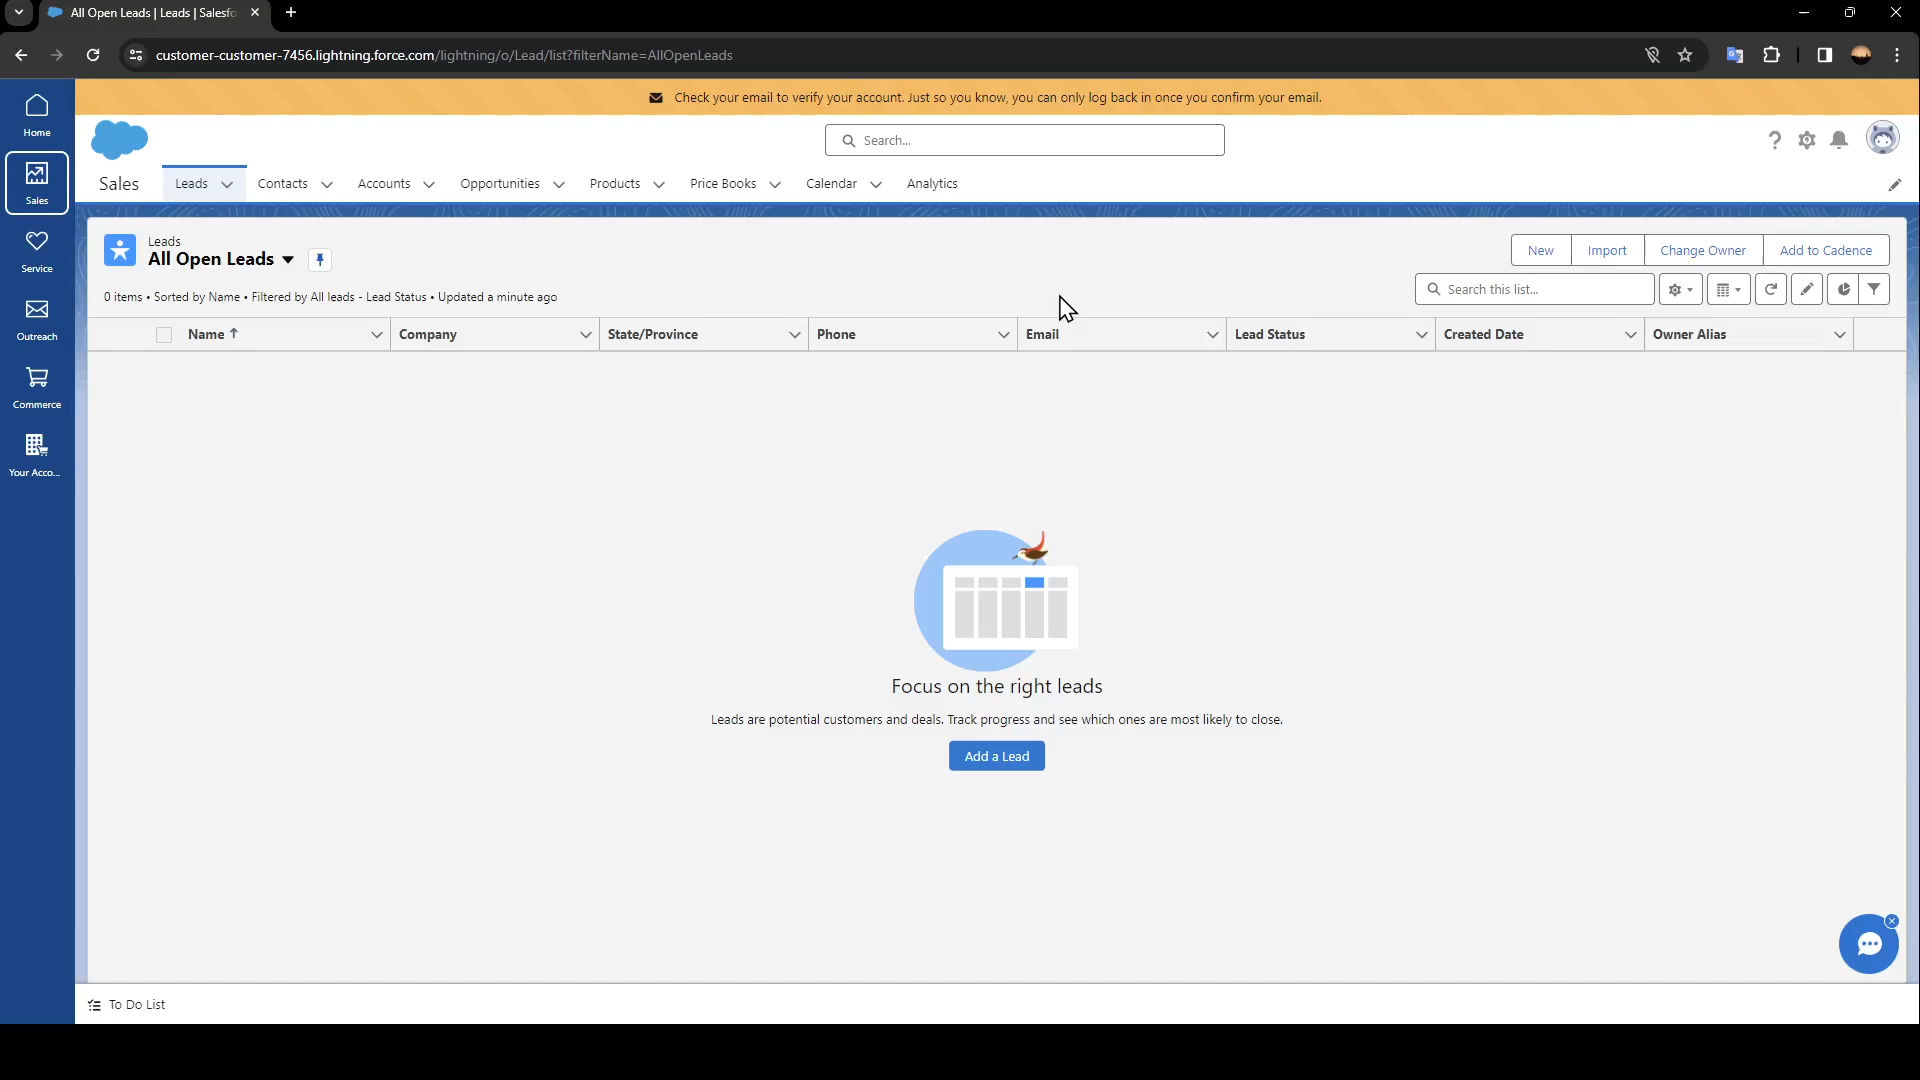 All Open Leads | Leads | Salesfo
customer-customer-7456.lightning.force.com/lightning/o/Lead/list?filterName=AllOpenLeads
Check your email to verify your account. Just so you know, you can only log back in once you confirm your email.
Home
Search...
Sales
Leads
Contacts
Accounts
Opportunities
Products
Price Books
Calendar
Analytics
Sales
Service
Outreach
Commerce
Your Acco...
Leads
All Open Leads
New
Import
Change Owner
Add to Cadence
0 items • Sorted by Name • Filtered by All leads - Lead Status • Updated a minute ago
Search this list...
Name
Company
State/Province
Phone
Email
Lead Status
Created Date
Owner Alias
Focus on the right leads
Leads are potential customers and deals. Track progress and see which ones are most likely to close.
Add a Lead
To Do List